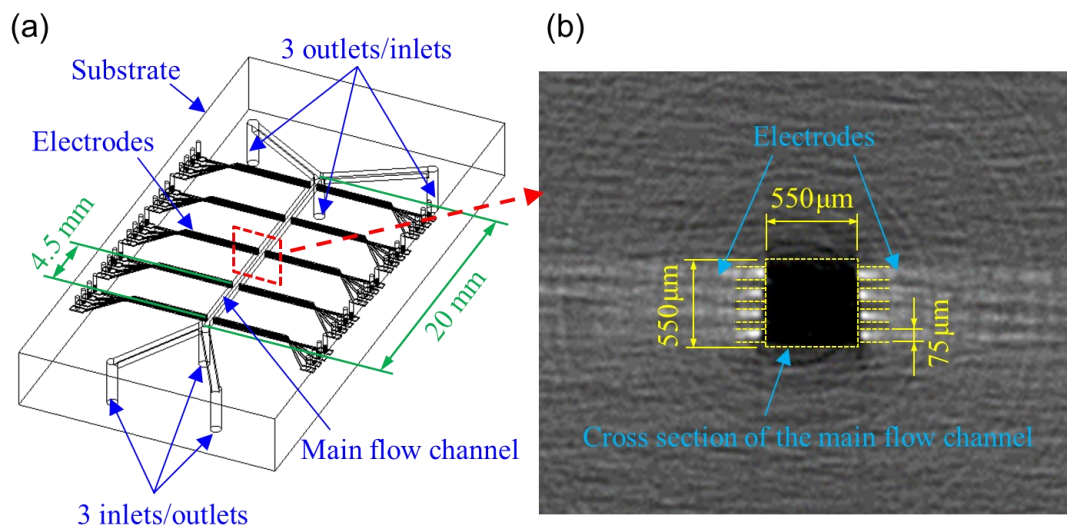 (a)
3 outlets/inlets
Substrate
Electrodes
4.5 mm
20 mm
Main flow channel
3 inlets/outlets
(b)
Electrodes
550μm
550μm
75μm
Cross section of the main flow channel